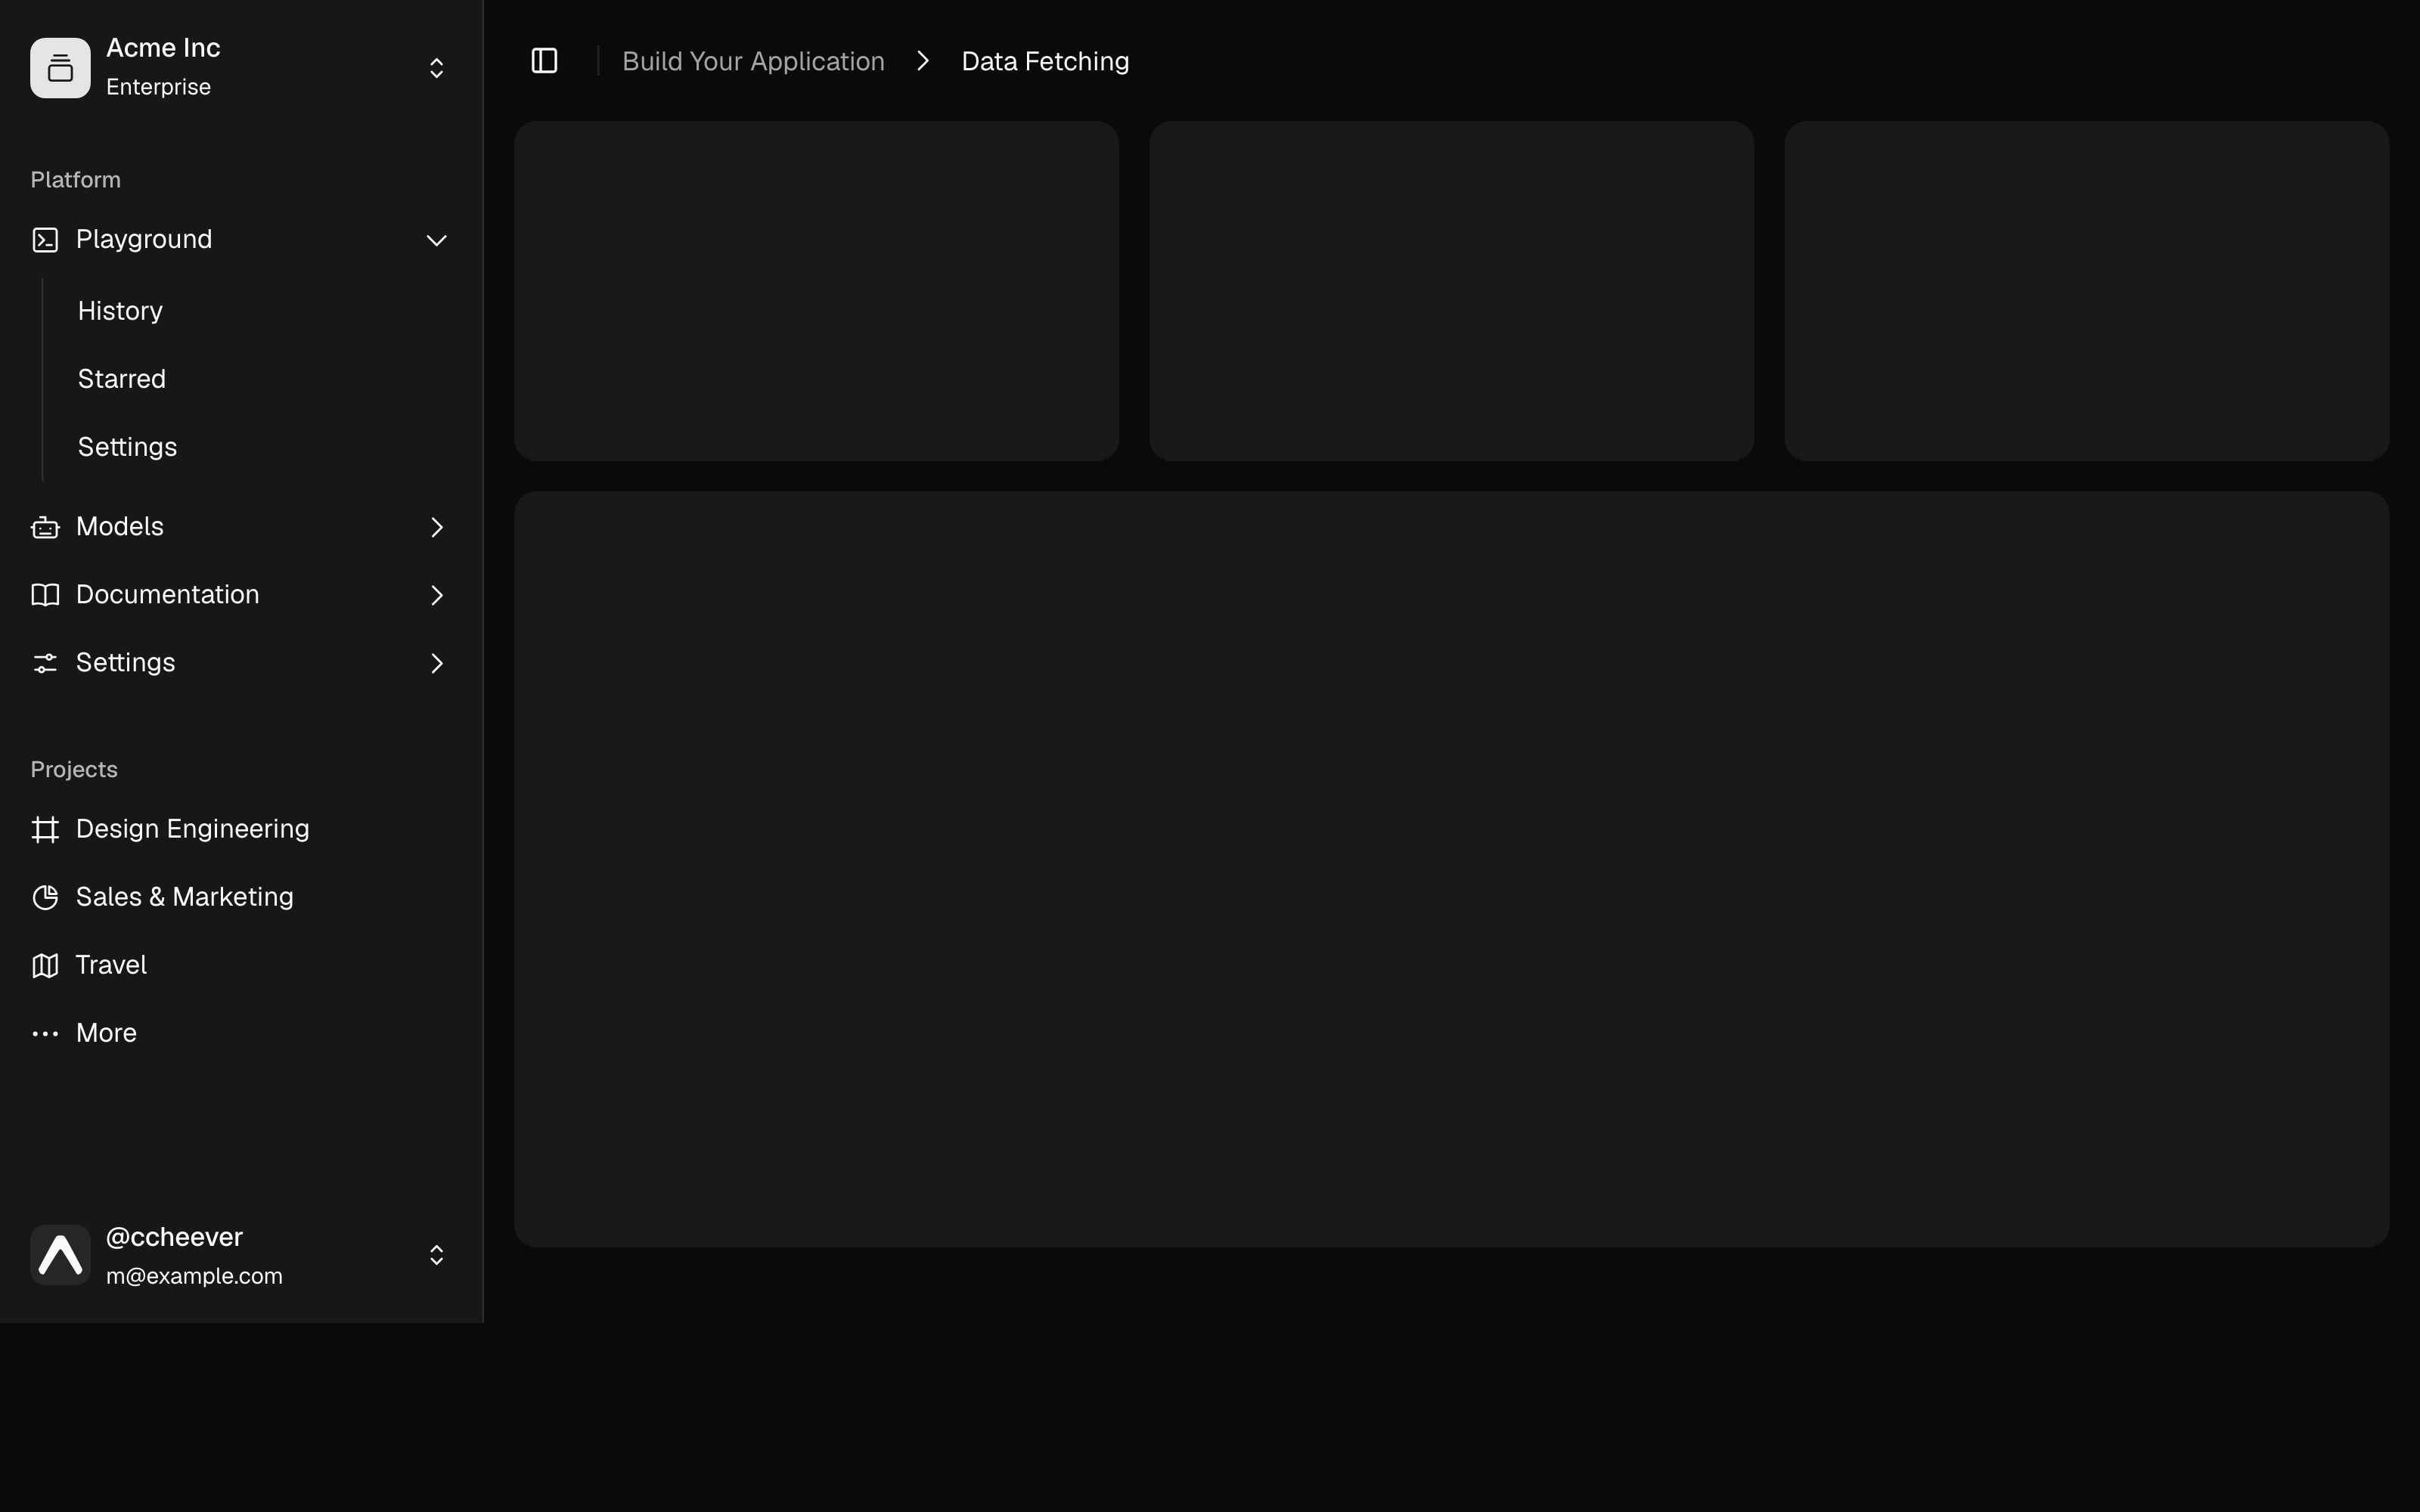 Acme Inc
Enterprise
Platform
Playground
History
Starred
Settings
Models
Documentation
Settings
Projects
Design Engineering
Sales & Marketing
Travel
More
@ccheever
m@example.com
Build Your Application
Data Fetching